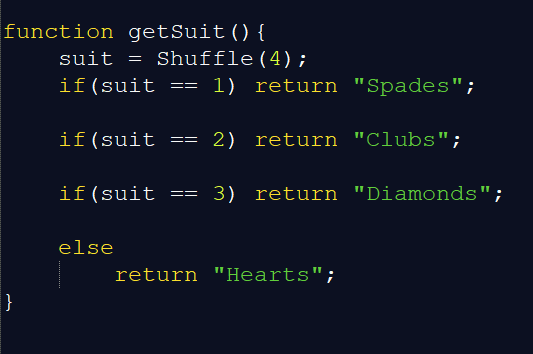 function getSuit(){
    suit = Shuffle(4);
    if(suit == 1) return "Spades";

    if(suit == 2) return "Clubs";

    if(suit == 3) return "Diamonds";

    else
        return "Hearts";
}